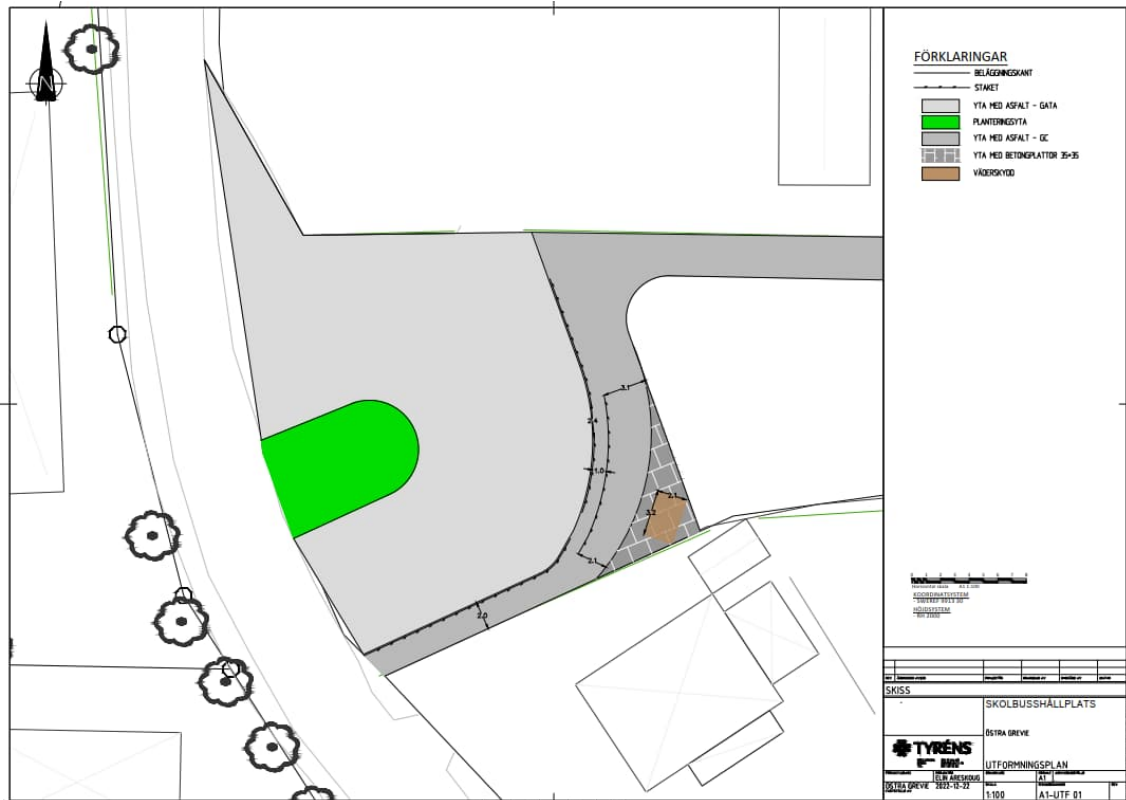 N
FÖRKLARINGAR
BELÄGGNINGSKANT
STAKET
YTA MED ASFALT - GATA
PLANTERINGSYTA
YTA MED ASFALT - GC
YTA MED BETONGPLATTOR 35*35
VÄDERSKYDD
3.1
2.4
1.0
2.1
3.2
2.1
2.0
KOORDINATSYSTEM
HÖJDSYSTEM
SKISS
SKOLBUSSHÅLLPLATS
ÖSTRA GREVIE
TYRÉNS
UTFORMNINGSPLAN
ELIN ÅRESKOUG
A1
ÖSTRA GREVIE
2022-12-22
1:100
A1-UTF 01